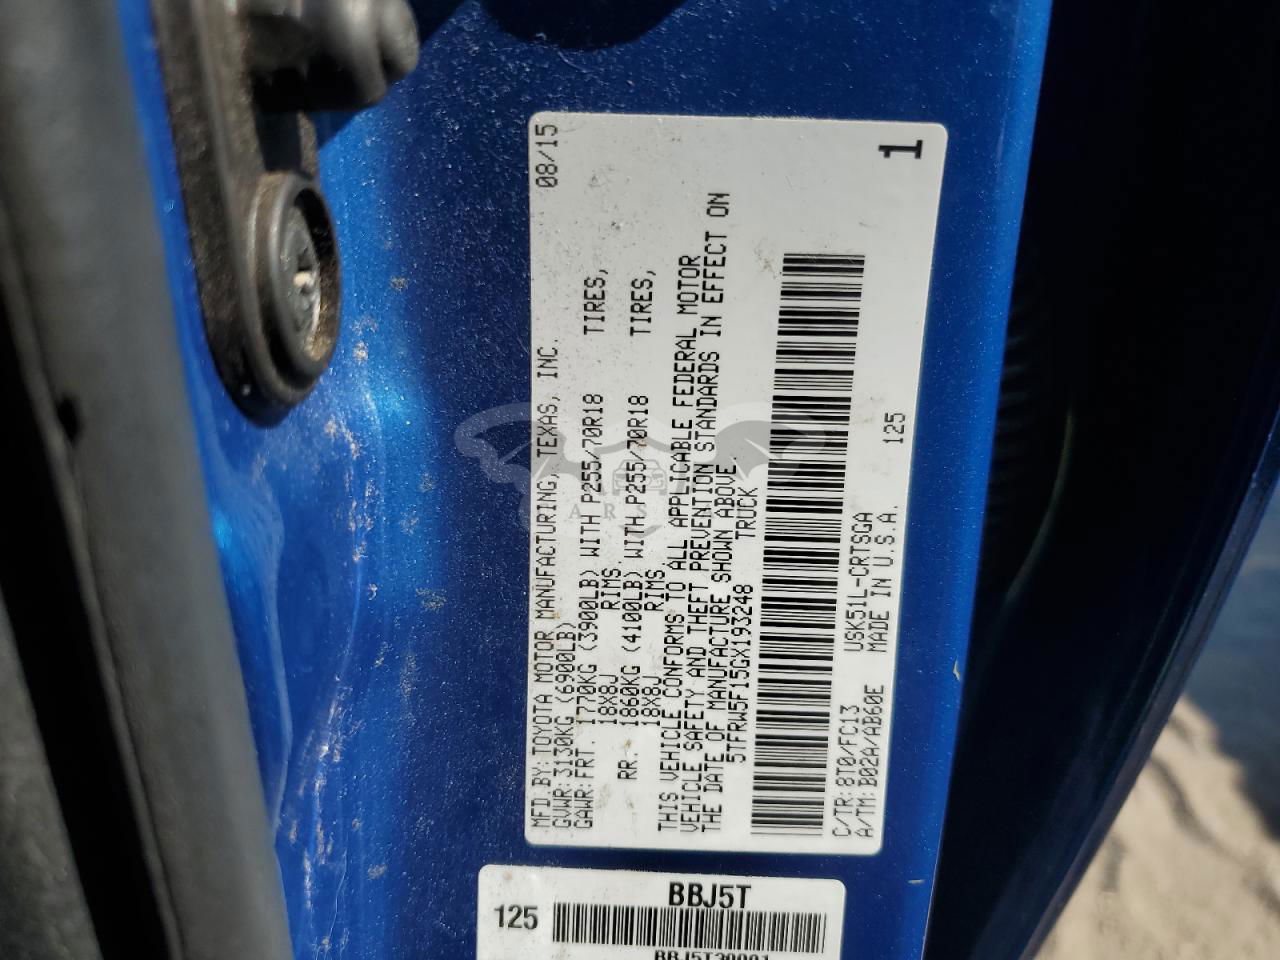 MFD.BY:TOYOTA MOTOR MANUFACTURING, TEXAS, INC. 08/15
GVWR:3130KG (6900LB)
GAWR:FRT. 1770KG (3900LB) WITH P255/70R18 TIRES,
18X8J RIMS
RR. 1860KG (4100LB) WITH P255/70R18 TIRES,
18X8J RIMS
THIS VEHICLE CONFORMS TO ALL APPLICABLE FEDERAL MOTOR
VEHICLE SAFETY AND THEFT PREVENTION STANDARDS IN EFFECT ON
THE DATE OF MANUFACTURE SHOWN ABOVE
5TFRW5F15GX193248 TRUCK
C/TR:8T0/FC13 USK51L-CRTSGA 125
A/TM:B02A/AB60E MADE IN U.S.A.
1
BBJ5T
125